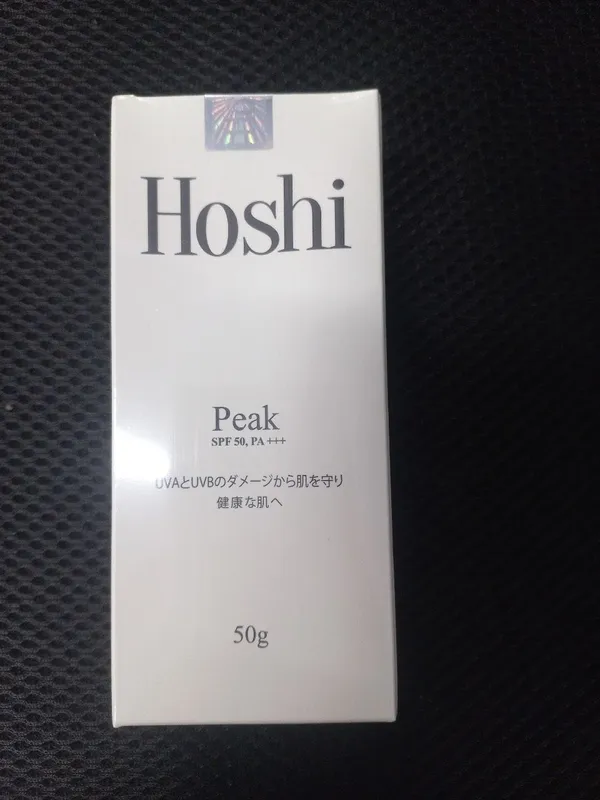 Hoshi
Peak
SPF 50, PA +++
UVAとUVBのダメージから肌を守り
健康な肌へ
50g